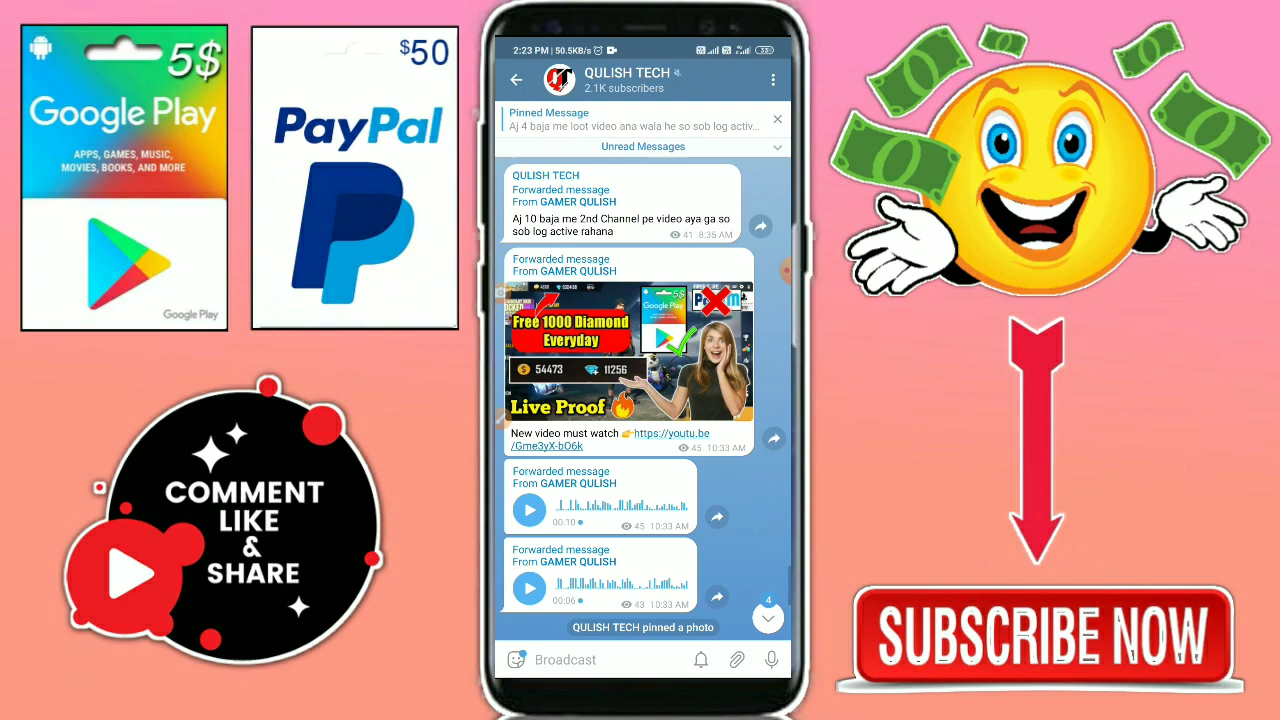 5$
Google Play
APPS, GAMES, MUSIC,
MOVIES, BOOKS, AND MORE
Google Play
$50
PayPal
COMMENT
LIKE
&
SHARE
2:23 PM | 50.5KB/s
33
QULISH TECH
2.1K subscribers
Pinned Message
Aj 4 baja me loot video ana wala he so sob log activ...
Unread Messages
QULISH TECH
Forwarded message
From GAMER QULISH
Aj 10 baja me 2nd Channel pe video aya ga so
sob log active rahana
41 8:35 AM
Forwarded message
From GAMER QULISH
Free 1000 Diamond
Everyday
5$
Google Play
54473
11256
Live Proof
New video must watch 👉https://youtu.be
/Gme3yX-bO6k
45 10:33 AM
Forwarded message
From GAMER QULISH
00:10
45 10:33 AM
Forwarded message
From GAMER QULISH
00:06
43 10:33 AM
4
QULISH TECH pinned a photo
Broadcast
SUBSCRIBE NOW